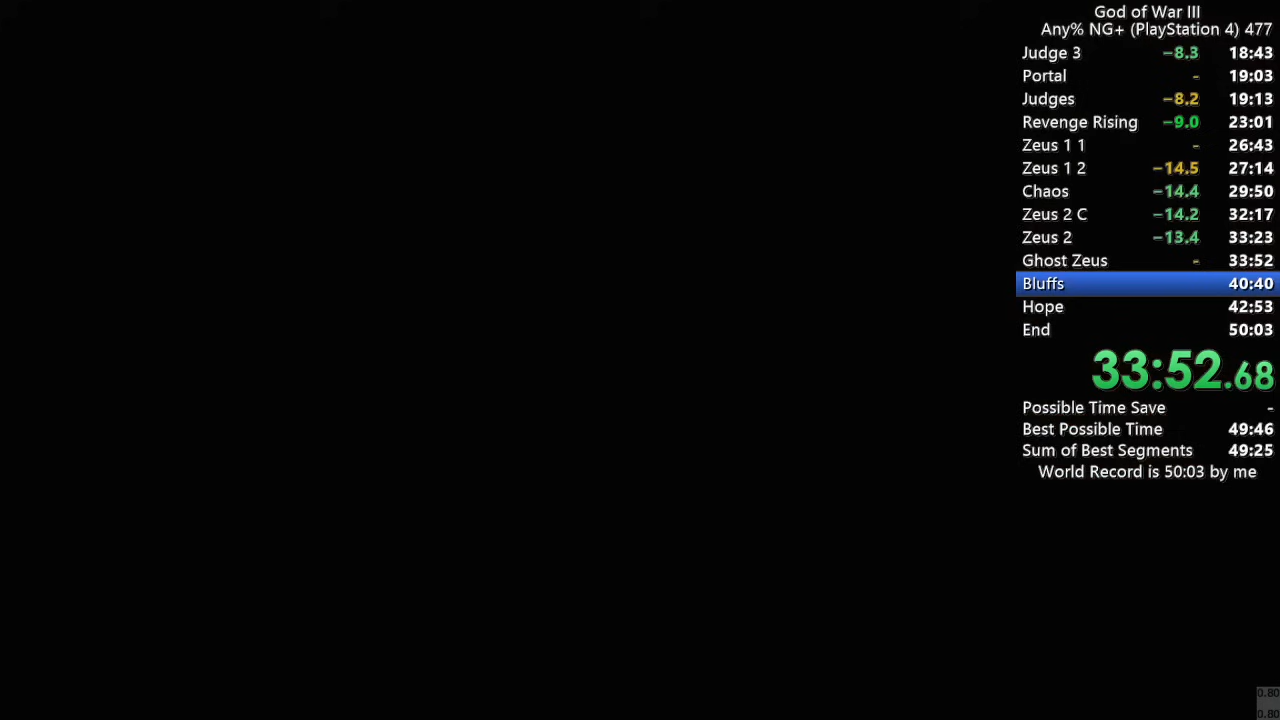 God of War III
Any% NG+ (PlayStation 4) 477
Judge 3 -8.3 18:43
Portal - 19:03
Judges -8.2 19:13
Revenge Rising -9.0 23:01
Zeus 1 1 - 26:43
Zeus 1 2 -14.5 27:14
Chaos -14.4 29:50
Zeus 2 C -14.2 32:17
Zeus 2 -13.4 33:23
Ghost Zeus - 33:52
Bluffs 40:40
Hope 42:53
End 50:03
33:52.68
Possible Time Save -
Best Possible Time 49:46
Sum of Best Segments 49:25
World Record is 50:03 by me
0.80
0.80